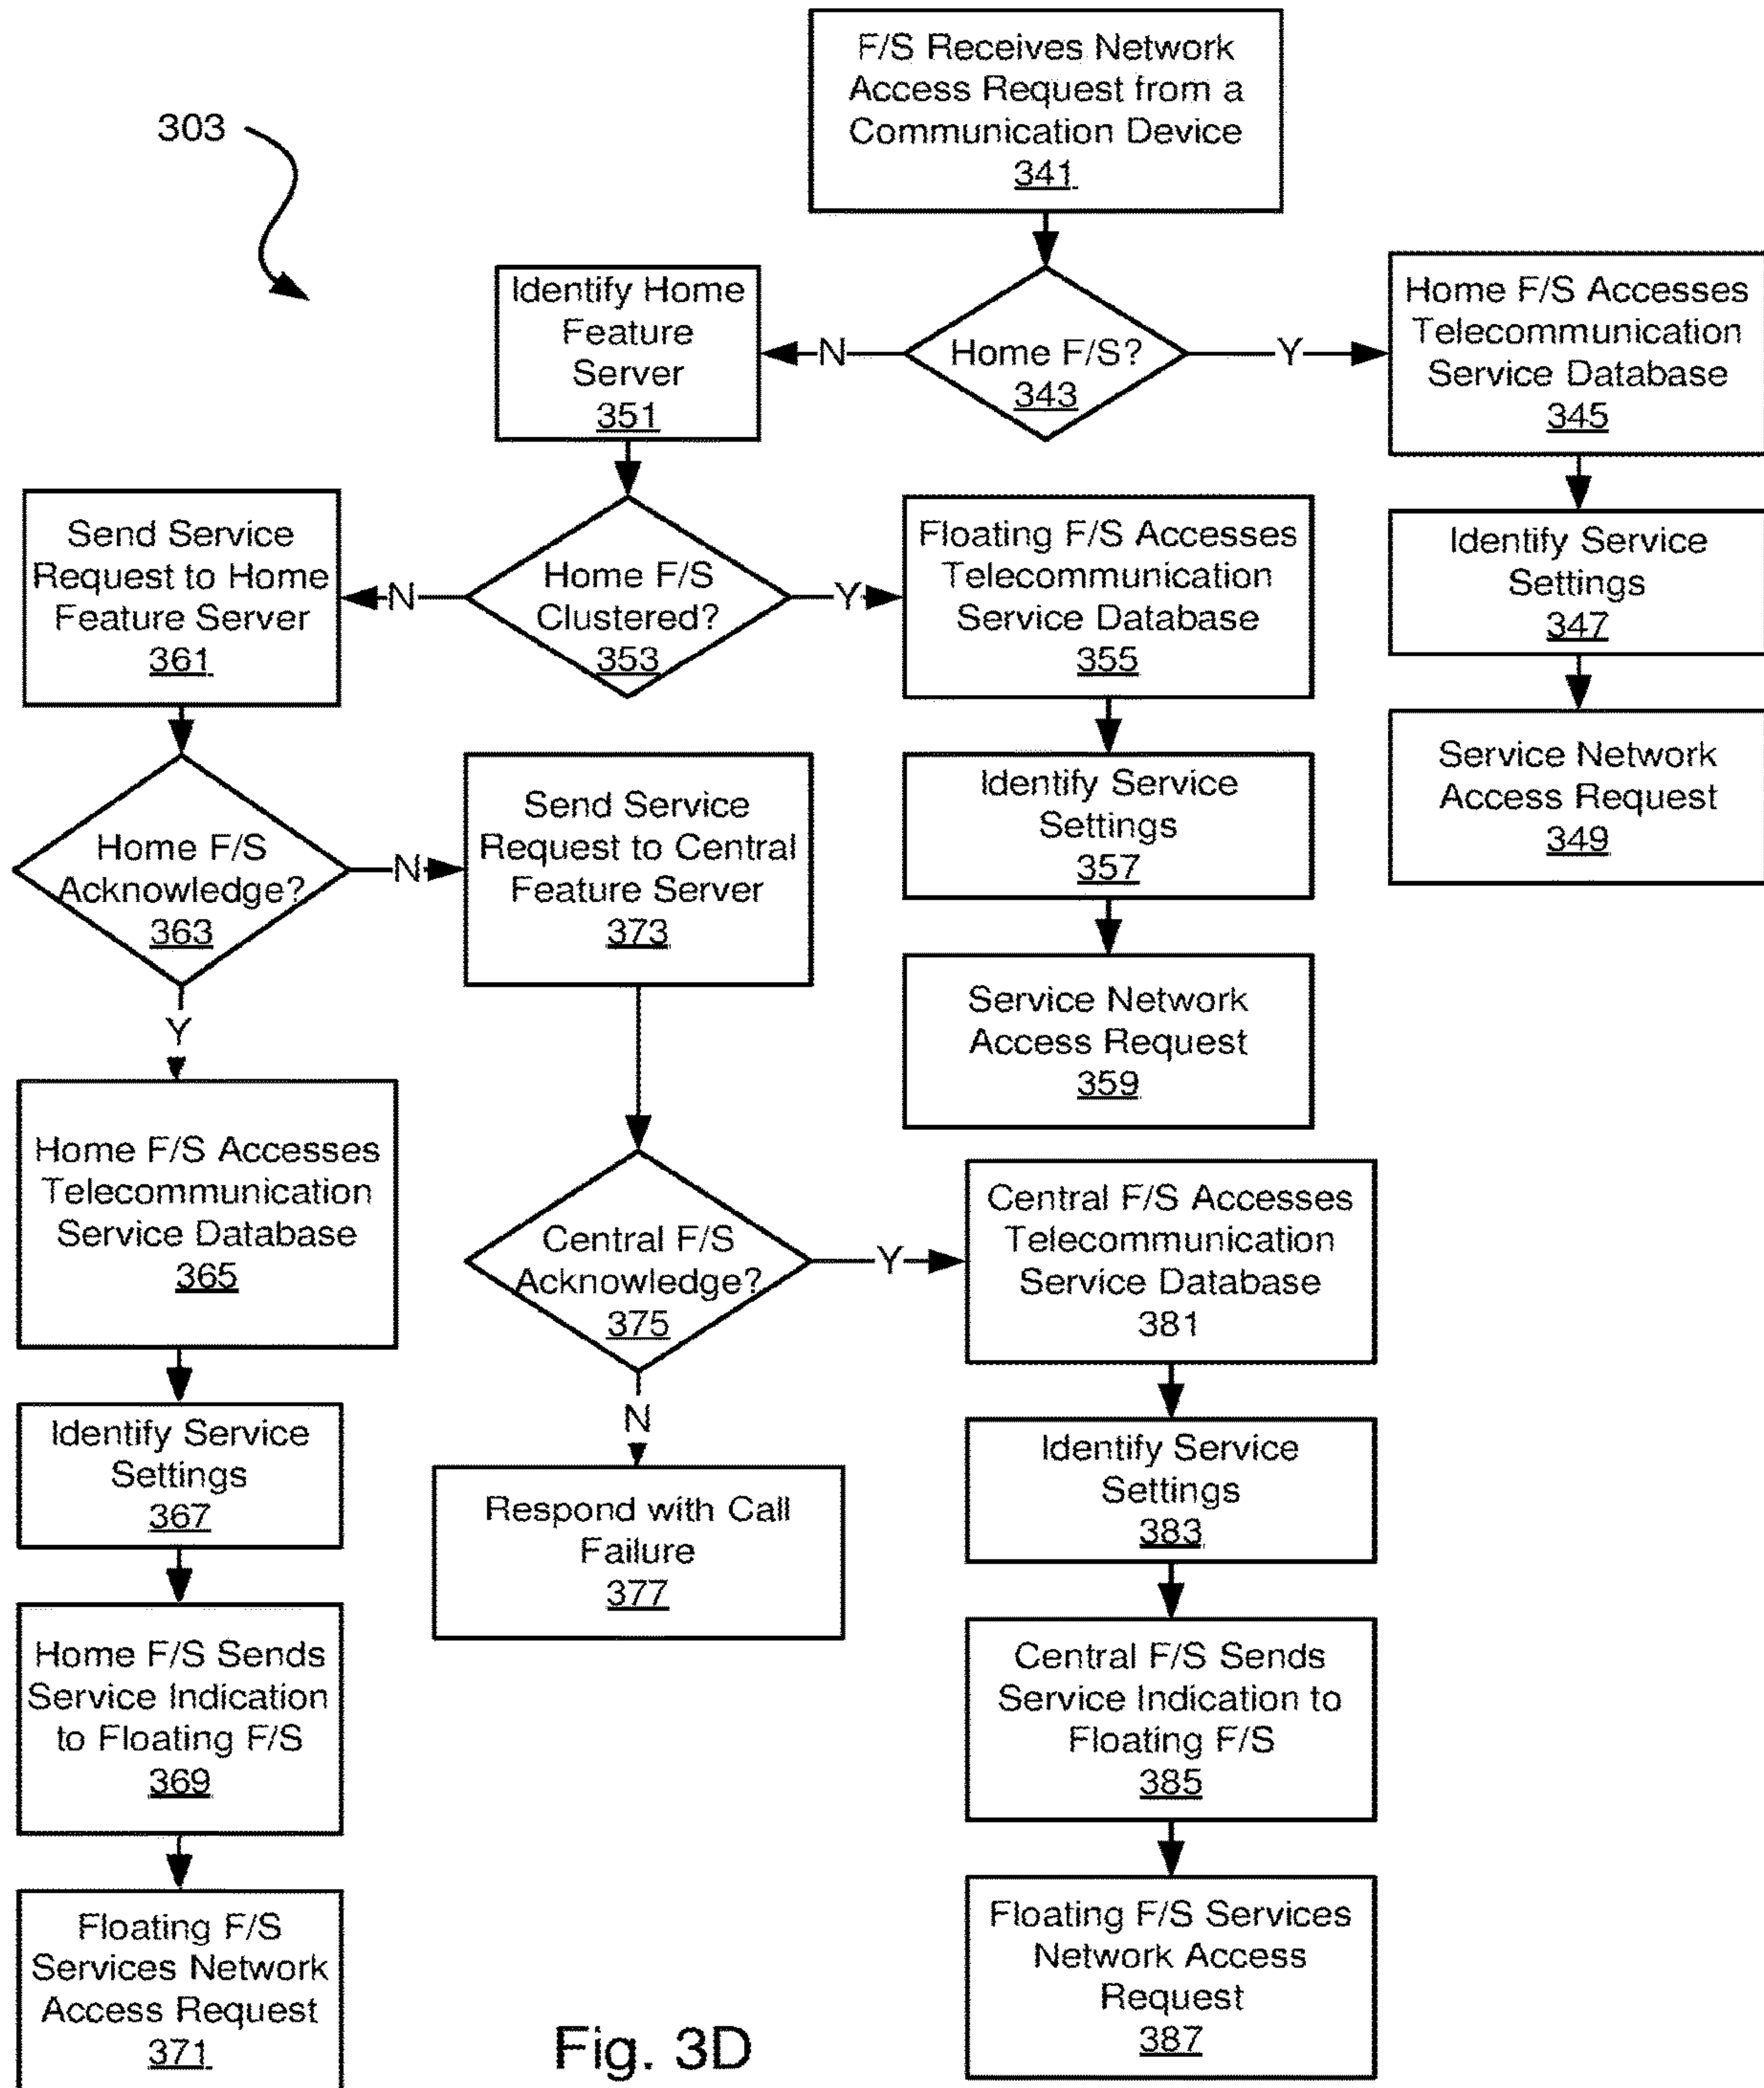 F/S Receives Network
Access Request from a
Communication Device
341
303
Identify Home
Feature
Server
351
N
Home F/S?
343
Y
Home F/S Accesses
Telecommunication
Service Database
345
Send Service
Request to Home
Feature Server
361
N
Home F/S
Clustered?
353
Y
Floating F/S Accesses
Telecommunication
Service Database
355
Identify Service
Settings
347
Service Network
Access Request
349
Home F/S
Acknowledge?
363
N
Send Service
Request to Central
Feature Server
373
Identify Service
Settings
357
Service Network
Access Request
359
Y
Home F/S Accesses
Telecommunication
Service Database
365
Central F/S
Acknowledge?
375
Y
Central F/S Accesses
Telecommunication
Service Database
381
N
Identify Service
Settings
367
Respond with Call
Failure
377
Identify Service
Settings
383
Home F/S Sends
Service Indication
to Floating F/S
369
Central F/S Sends
Service Indication to
Floating F/S
385
Floating F/S
Services Network
Access Request
371
Floating F/S Services
Network Access
Request
387
Fig. 3D